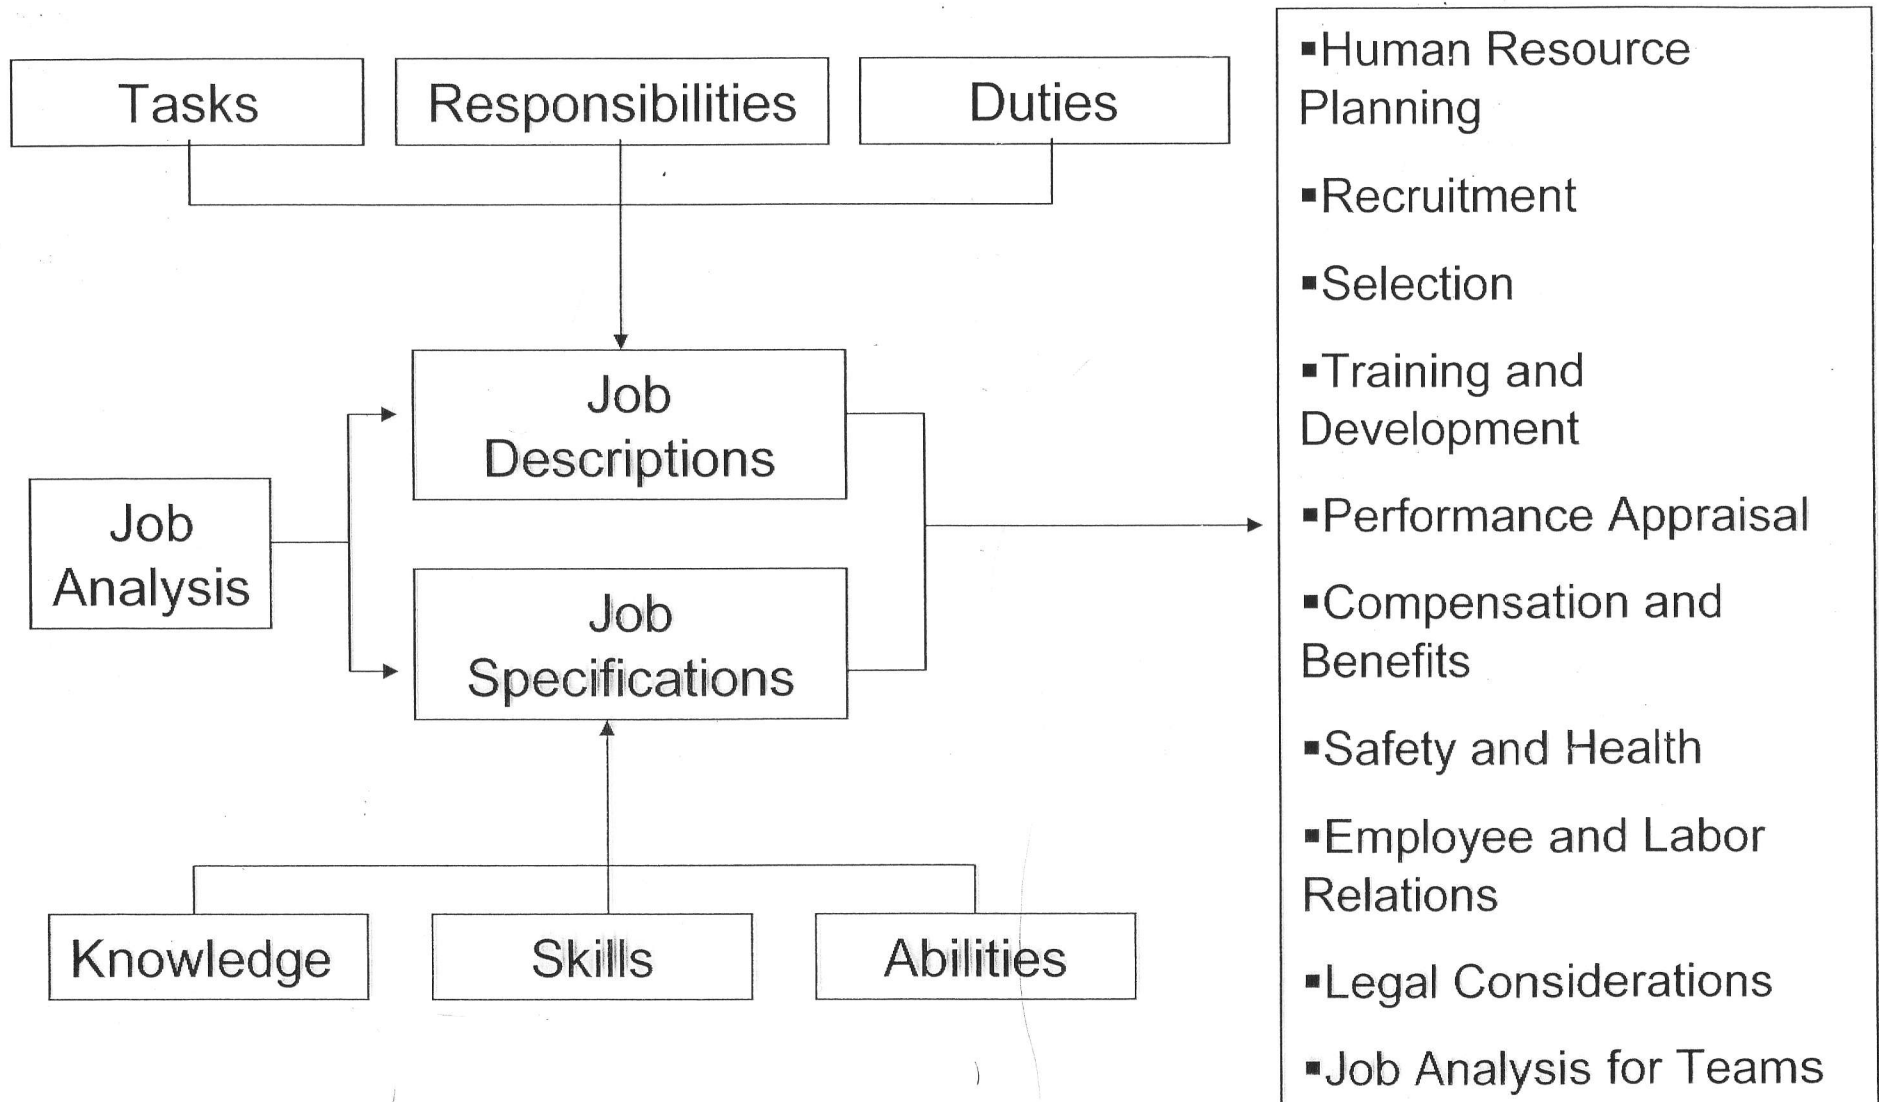 Tasks
Responsibilities
Duties
Job
Descriptions
Job
Analysis
Job
Specifications
Knowledge
Skills
Abilities
▪Human Resource
Planning
▪Recruitment
▪Selection
▪Training and
Development
▪Performance Appraisal
▪Compensation and
Benefits
▪Safety and Health
▪Employee and Labor
Relations
▪Legal Considerations
▪Job Analysis for Teams